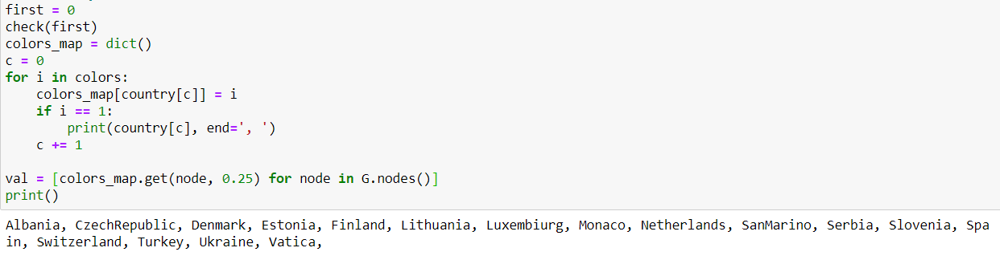 first = 0
check(first)
colors_map = dict()
c = 0
for i in colors:
    colors_map[country[c]] = i
    if i == 1:
        print(country[c], end=', ')
    c += 1

val = [colors_map.get(node, 0.25) for node in G.nodes()]
print()
Albania, CzechRepublic, Denmark, Estonia, Finland, Lithuania, Luxembiurg, Monaco, Netherlands, SanMarino, Serbia, Slovenia, Spa
in, Switzerland, Turkey, Ukraine, Vatica,